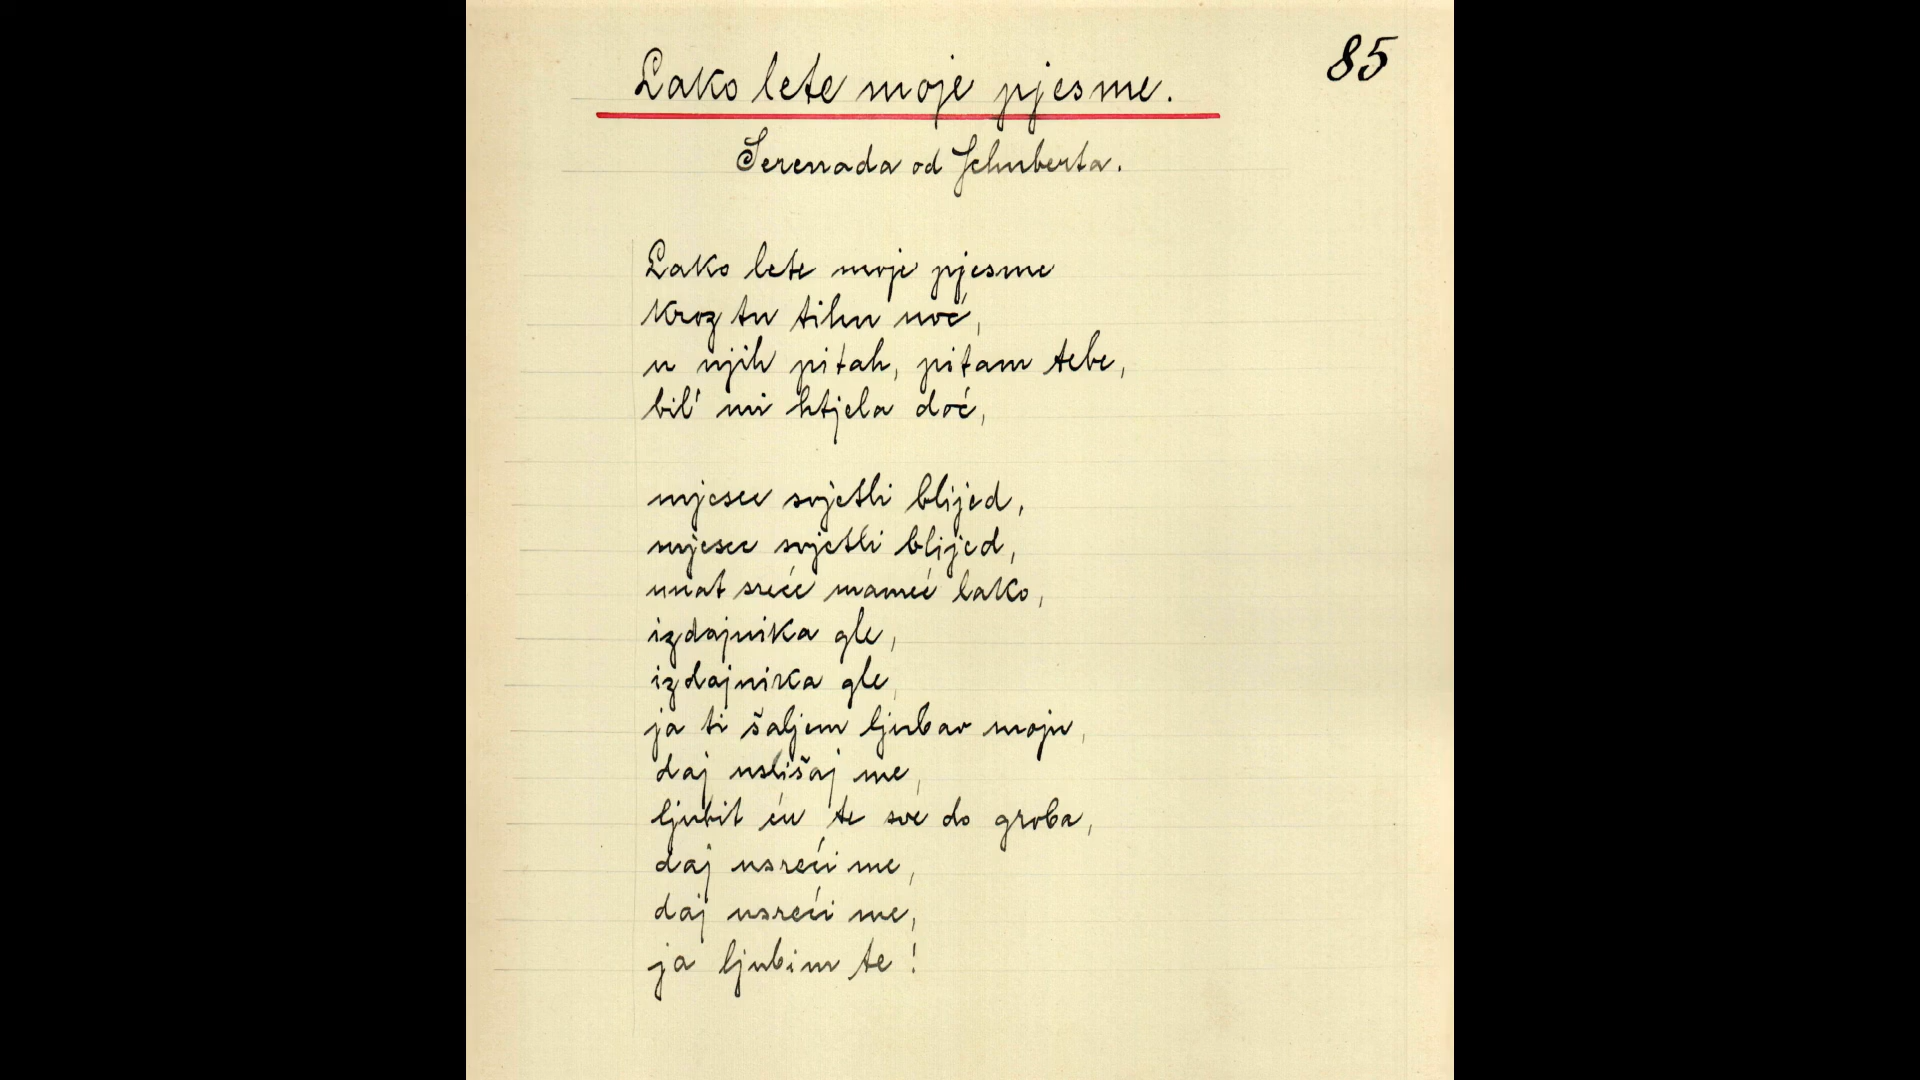 85
Lako lete moje pjesme.
Serenada od Schuberta.
Lako lete moje pjesme
kroz tu tihu noć,
u njih pitah, pitam tebe,
bil' mi htjela doć,
mjesec svjetli blijed,
mjesec svjetli blijed,
unat sreće mameć lako,
izdajnika gle,
izdajnika gle,
ja ti šaljem ljubav moju,
daj uslišaj me,
ljubit ću te sve do groba,
daj usreći me,
daj usreći me,
ja ljubim te!